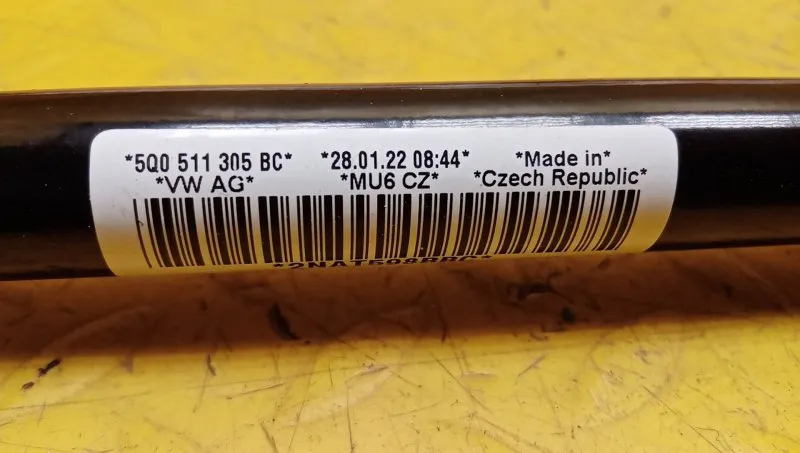 *5Q0 511 305 BC* *28.01.22 08:44* *Made in*
*VW AG* *MU6 CZ* *Czech Republic*